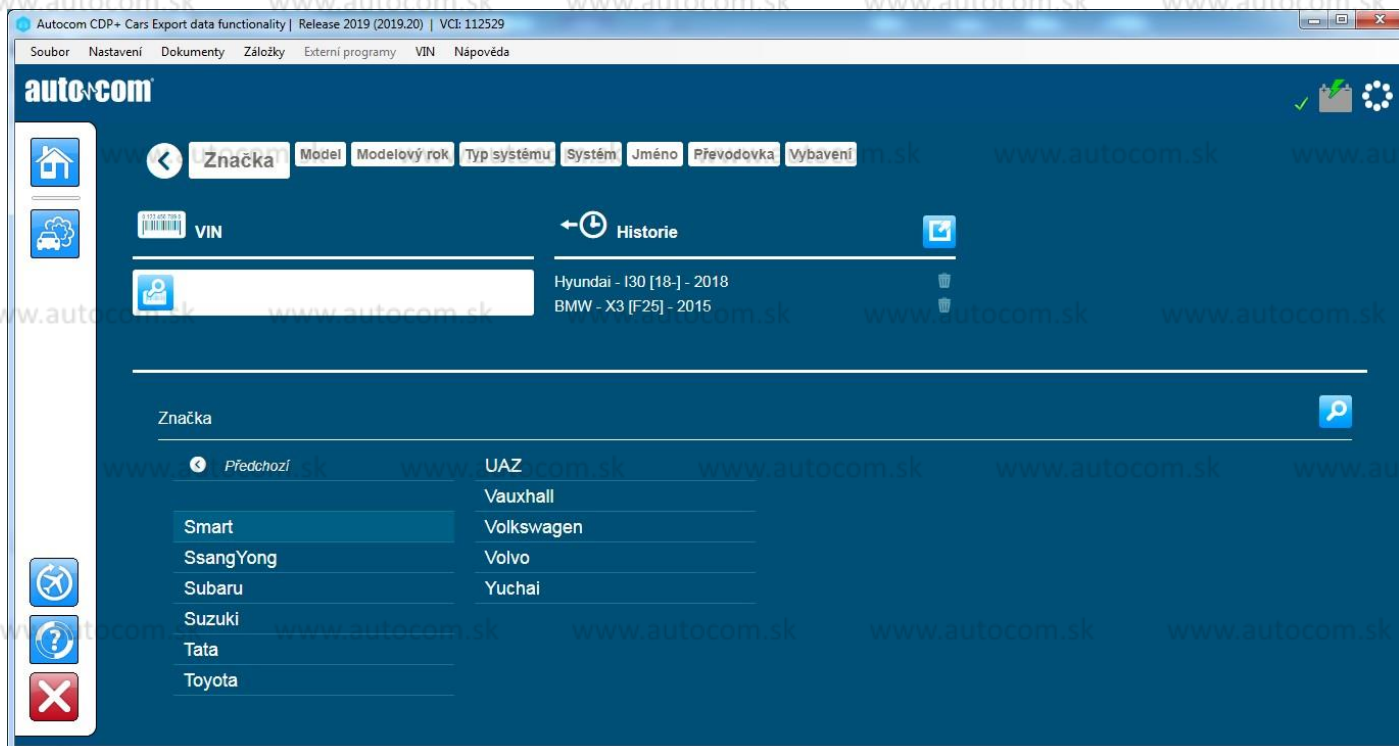 Autocom CDP+ Cars Export data functionality | Release 2019 (2019.20) | VCI: 112529
Soubor Nastavení Dokumenty Záložky Externí programy VIN Nápověda
auto com
Značka Model Modelový rok Typ systému Systém Jméno Převodovka Vybavení
VIN
Historie
Hyundai - I30 [18-] - 2018
BMW - X3 [F25] - 2015
Značka
Předchozí
Smart
SsangYong
Subaru
Suzuki
Tata
Toyota
UAZ
Vauxhall
Volkswagen
Volvo
Yuchai
www.autocom.sk